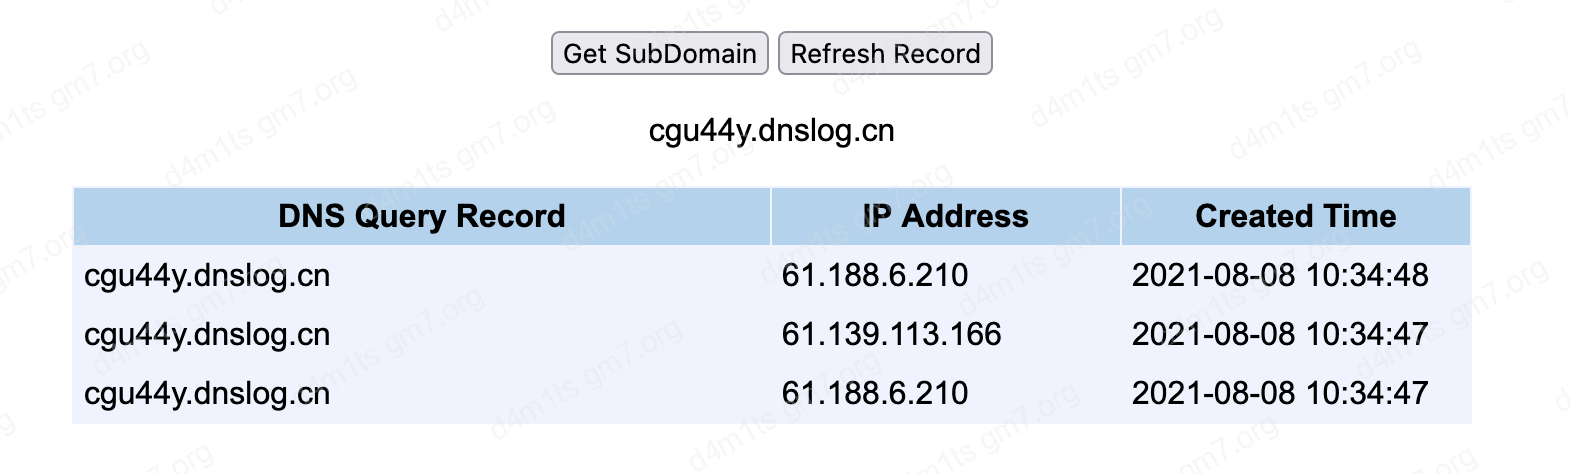 Get SubDomain Refresh Record
cgu44y.dnslog.cn
DNS Query Record IP Address Created Time
cgu44y.dnslog.cn 61.188.6.210 2021-08-08 10:34:48
cgu44y.dnslog.cn 61.139.113.166 2021-08-08 10:34:47
cgu44y.dnslog.cn 61.188.6.210 2021-08-08 10:34:47
d4m1ts gm7.org